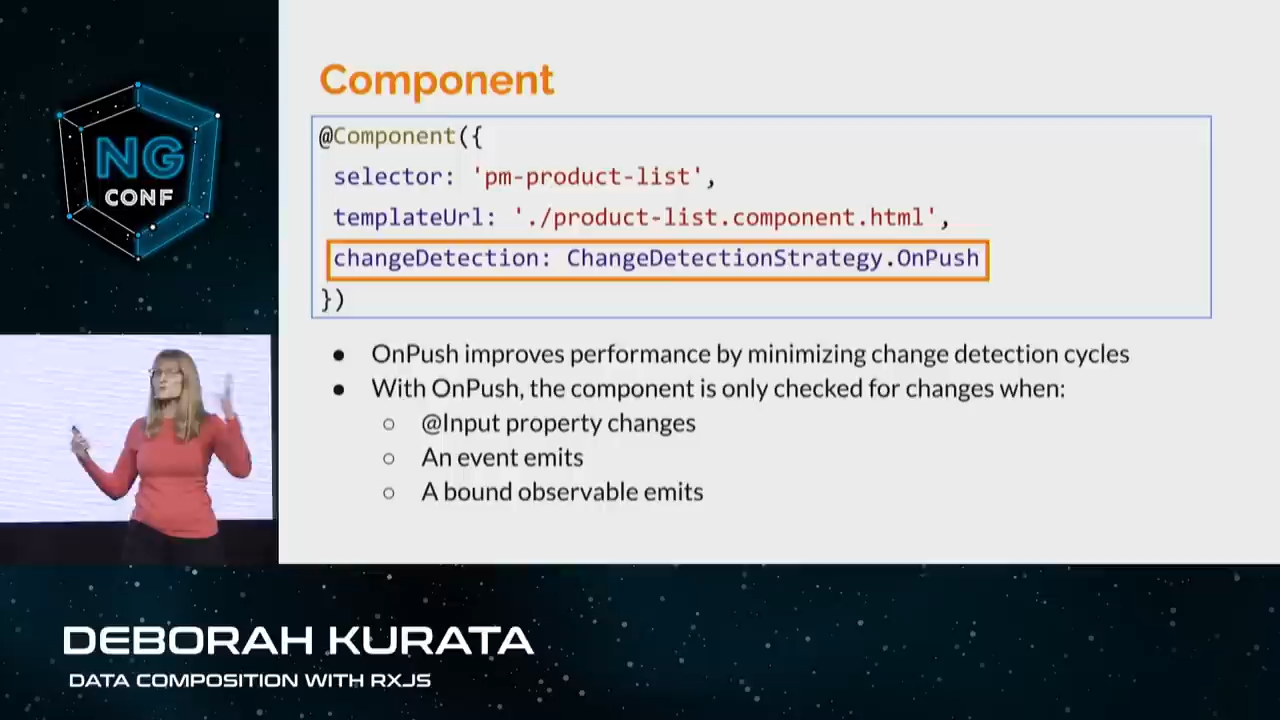 NG
CONF
Component
@Component({
selector: 'pm-product-list',
templateUrl: './product-list.component.html',
changeDetection: ChangeDetectionStrategy.OnPush
})
● OnPush improves performance by minimizing change detection cycles
● With OnPush, the component is only checked for changes when:
○ @Input property changes
○ An event emits
○ A bound observable emits
DEBORAH KURATA
DATA COMPOSITION WITH RXJS